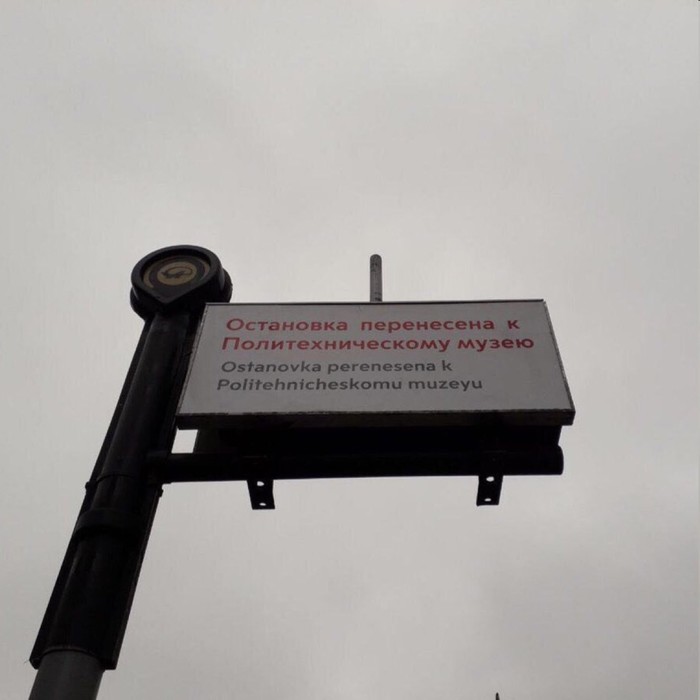 Остановка перенесена к
Политехническому музею
Ostanovka perenesena k
Politehnicheskomu muzeyu